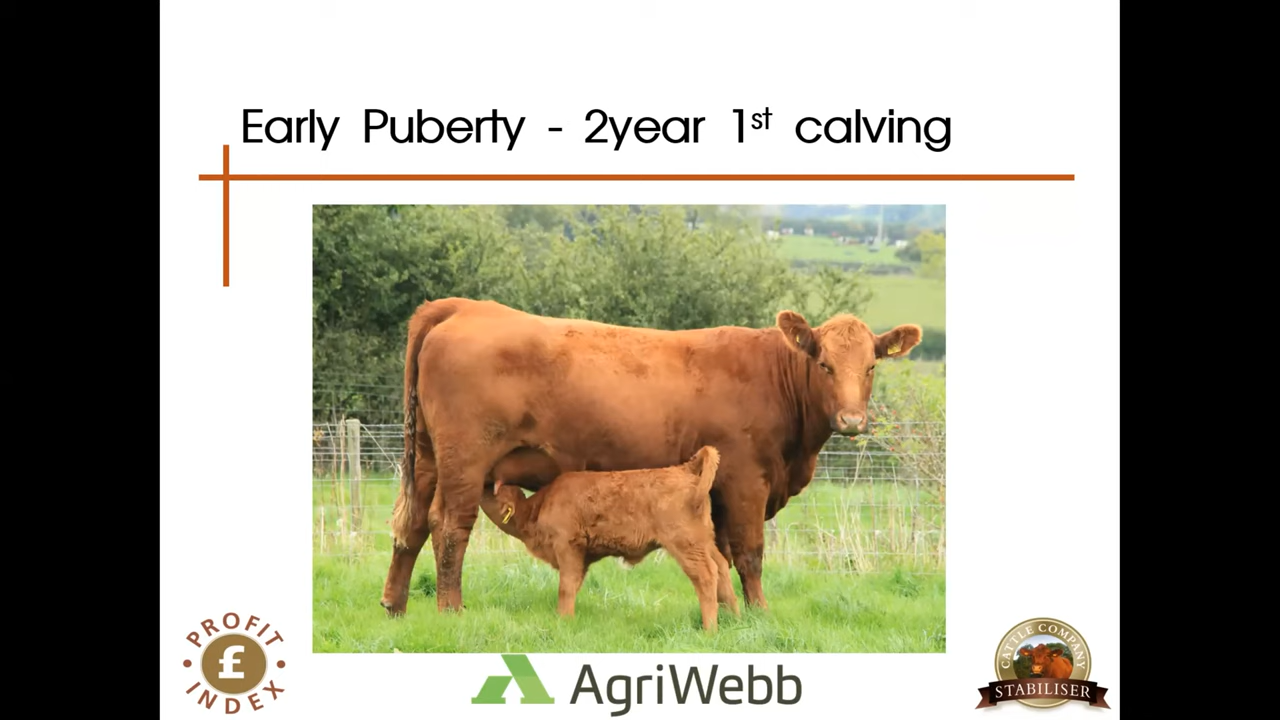 Early Puberty - 2year 1st calving
PROFIT
£
INDEX
AgriWebb
CATTLE COMPANY
STABILISER